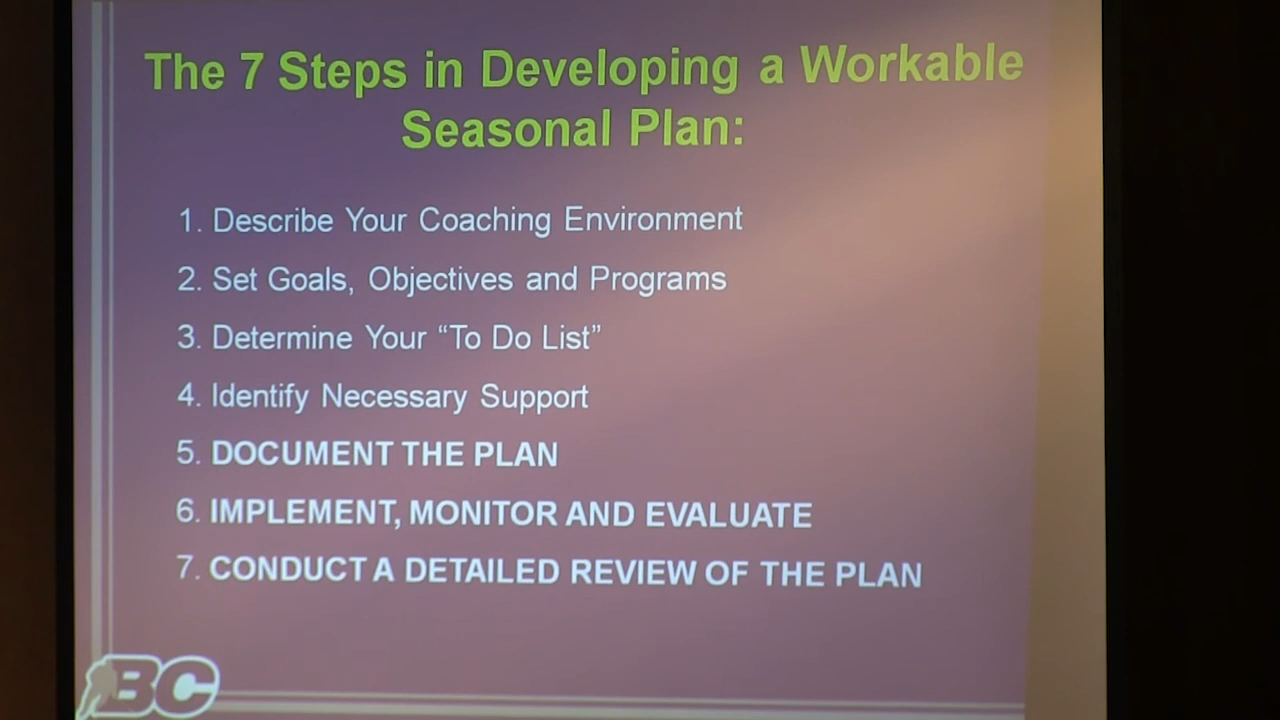 The 7 Steps in Developing a Workable
Seasonal Plan:
1. Describe Your Coaching Environment
2. Set Goals, Objectives and Programs
3. Determine Your “To Do List”
4. Identify Necessary Support
5. DOCUMENT THE PLAN
6. IMPLEMENT, MONITOR AND EVALUATE
7. CONDUCT A DETAILED REVIEW OF THE PLAN
BC